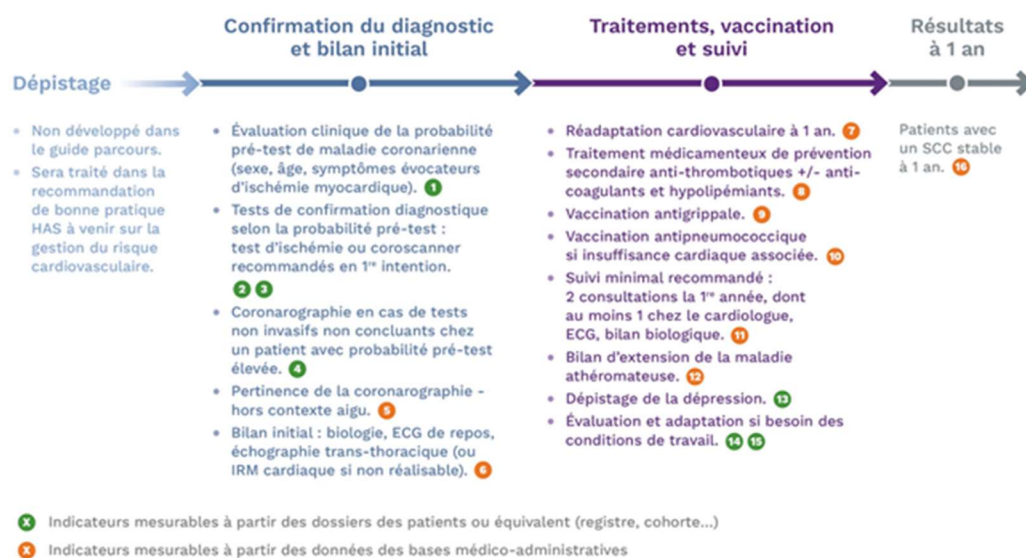 Dépistage
• Non développé dans
le guide parcours.
• Sera traité dans la
recommandation
de bonne pratique
HAS à venir sur la
gestion du risque
cardiovasculaire.
Confirmation du diagnostic
et bilan initial
• Évaluation clinique de la probabilité
pré-test de maladie coronarienne
(sexe, âge, symptômes évocateurs
d'ischémie myocardique). 1
• Tests de confirmation diagnostique
selon la probabilité pré-test :
test d'ischémie ou coroscanner
recommandés en 1re intention.
2 3
• Coronarographie en cas de tests
non invasifs non concluants chez
un patient avec probabilité pré-test
élevée. 4
• Pertinence de la coronarographie -
hors contexte aigu. 5
• Bilan initial : biologie, ECG de repos,
échographie trans-thoracique (ou
IRM cardiaque si non réalisable). 6
Traitements, vaccination
et suivi
• Réadaptation cardiovasculaire à 1 an. 7
• Traitement médicamenteux de prévention
secondaire anti-thrombotiques +/- anti-
coagulants et hypolipémiants. 8
• Vaccination antigrippale. 9
• Vaccination antipneumococcique
si insuffisance cardiaque associée. 10
• Suivi minimal recommandé :
2 consultations la 1re année, dont
au moins 1 chez le cardiologue,
ECG, bilan biologique. 11
• Bilan d'extension de la maladie
athéromateuse. 12
• Dépistage de la dépression. 13
• Évaluation et adaptation si besoin des
conditions de travail. 14 15
Résultats
à 1 an
Patients avec
un SCC stable
à 1 an. 16
X Indicateurs mesurables à partir des dossiers des patients ou équivalent (registre, cohorte...)
X Indicateurs mesurables à partir des données des bases médico-administratives